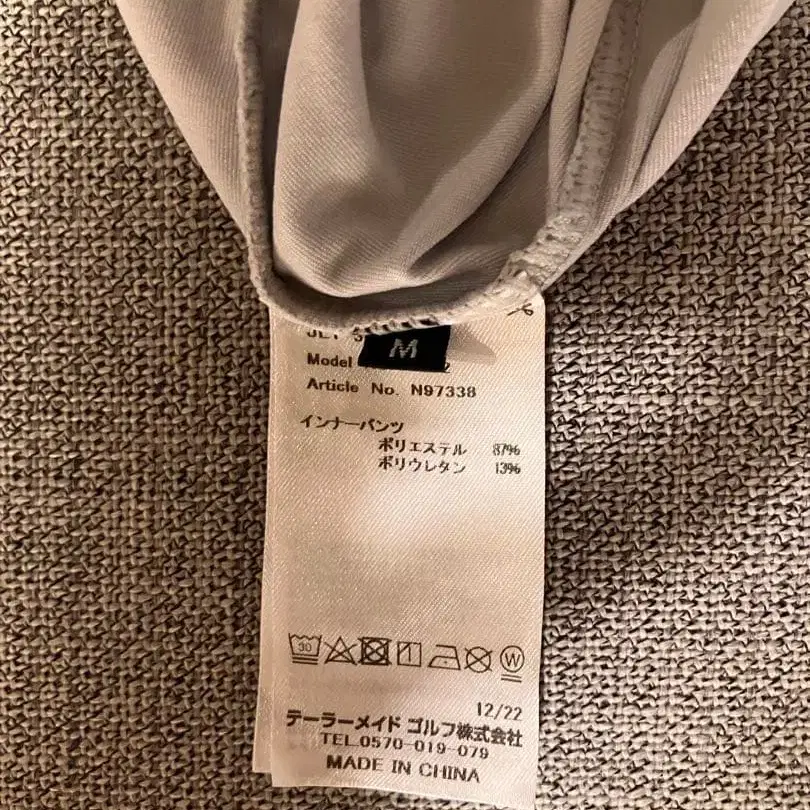 M
Model
Article No. N97338
インナーパンツ
ポリエステル 87%
ポリウレタン 13%
30
W
12/22
テーラーメイド ゴルフ株式会社
TEL.0570-019-079
MADE IN CHINA